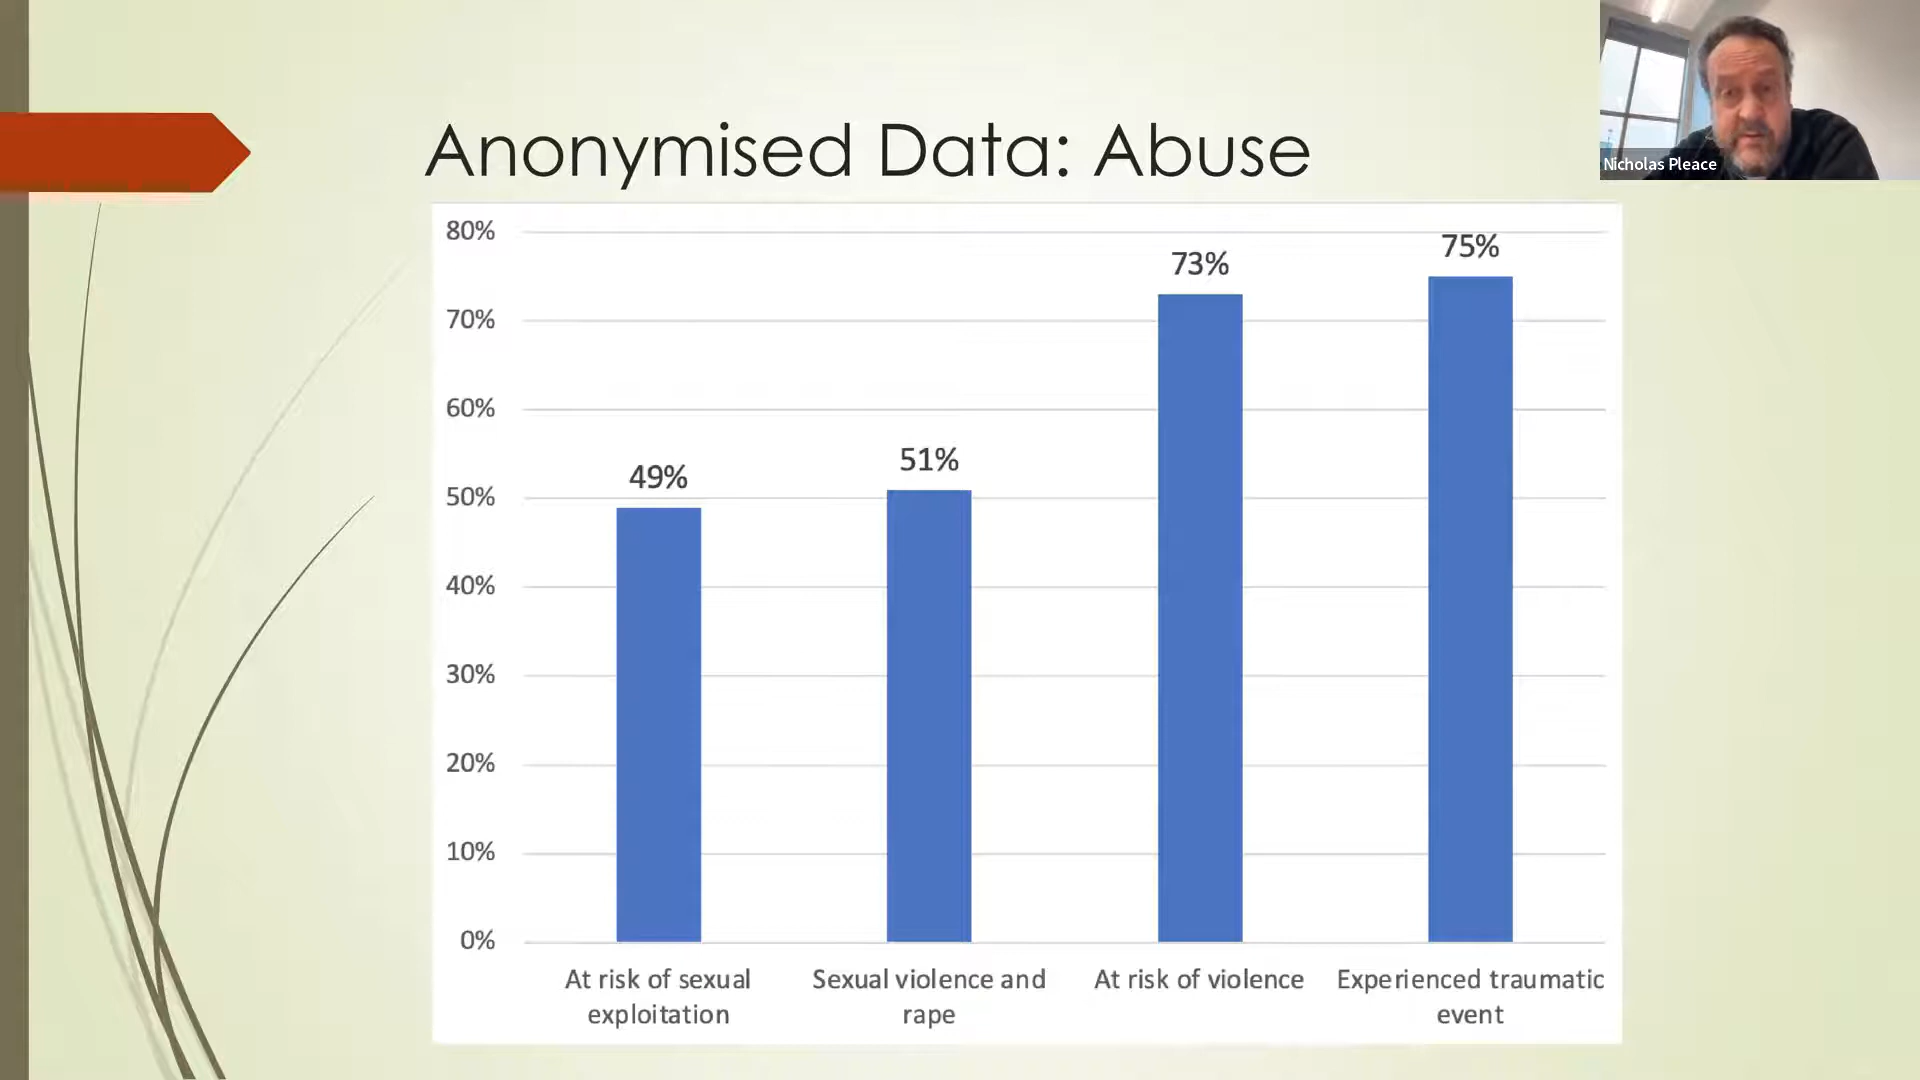 Anonymised Data: Abuse
Nicholas Pleace
80%
70%
60%
50%
40%
30%
20%
10%
0%
49%
51%
73%
75%
At risk of sexual
exploitation
Sexual violence and
rape
At risk of violence
Experienced traumatic
event